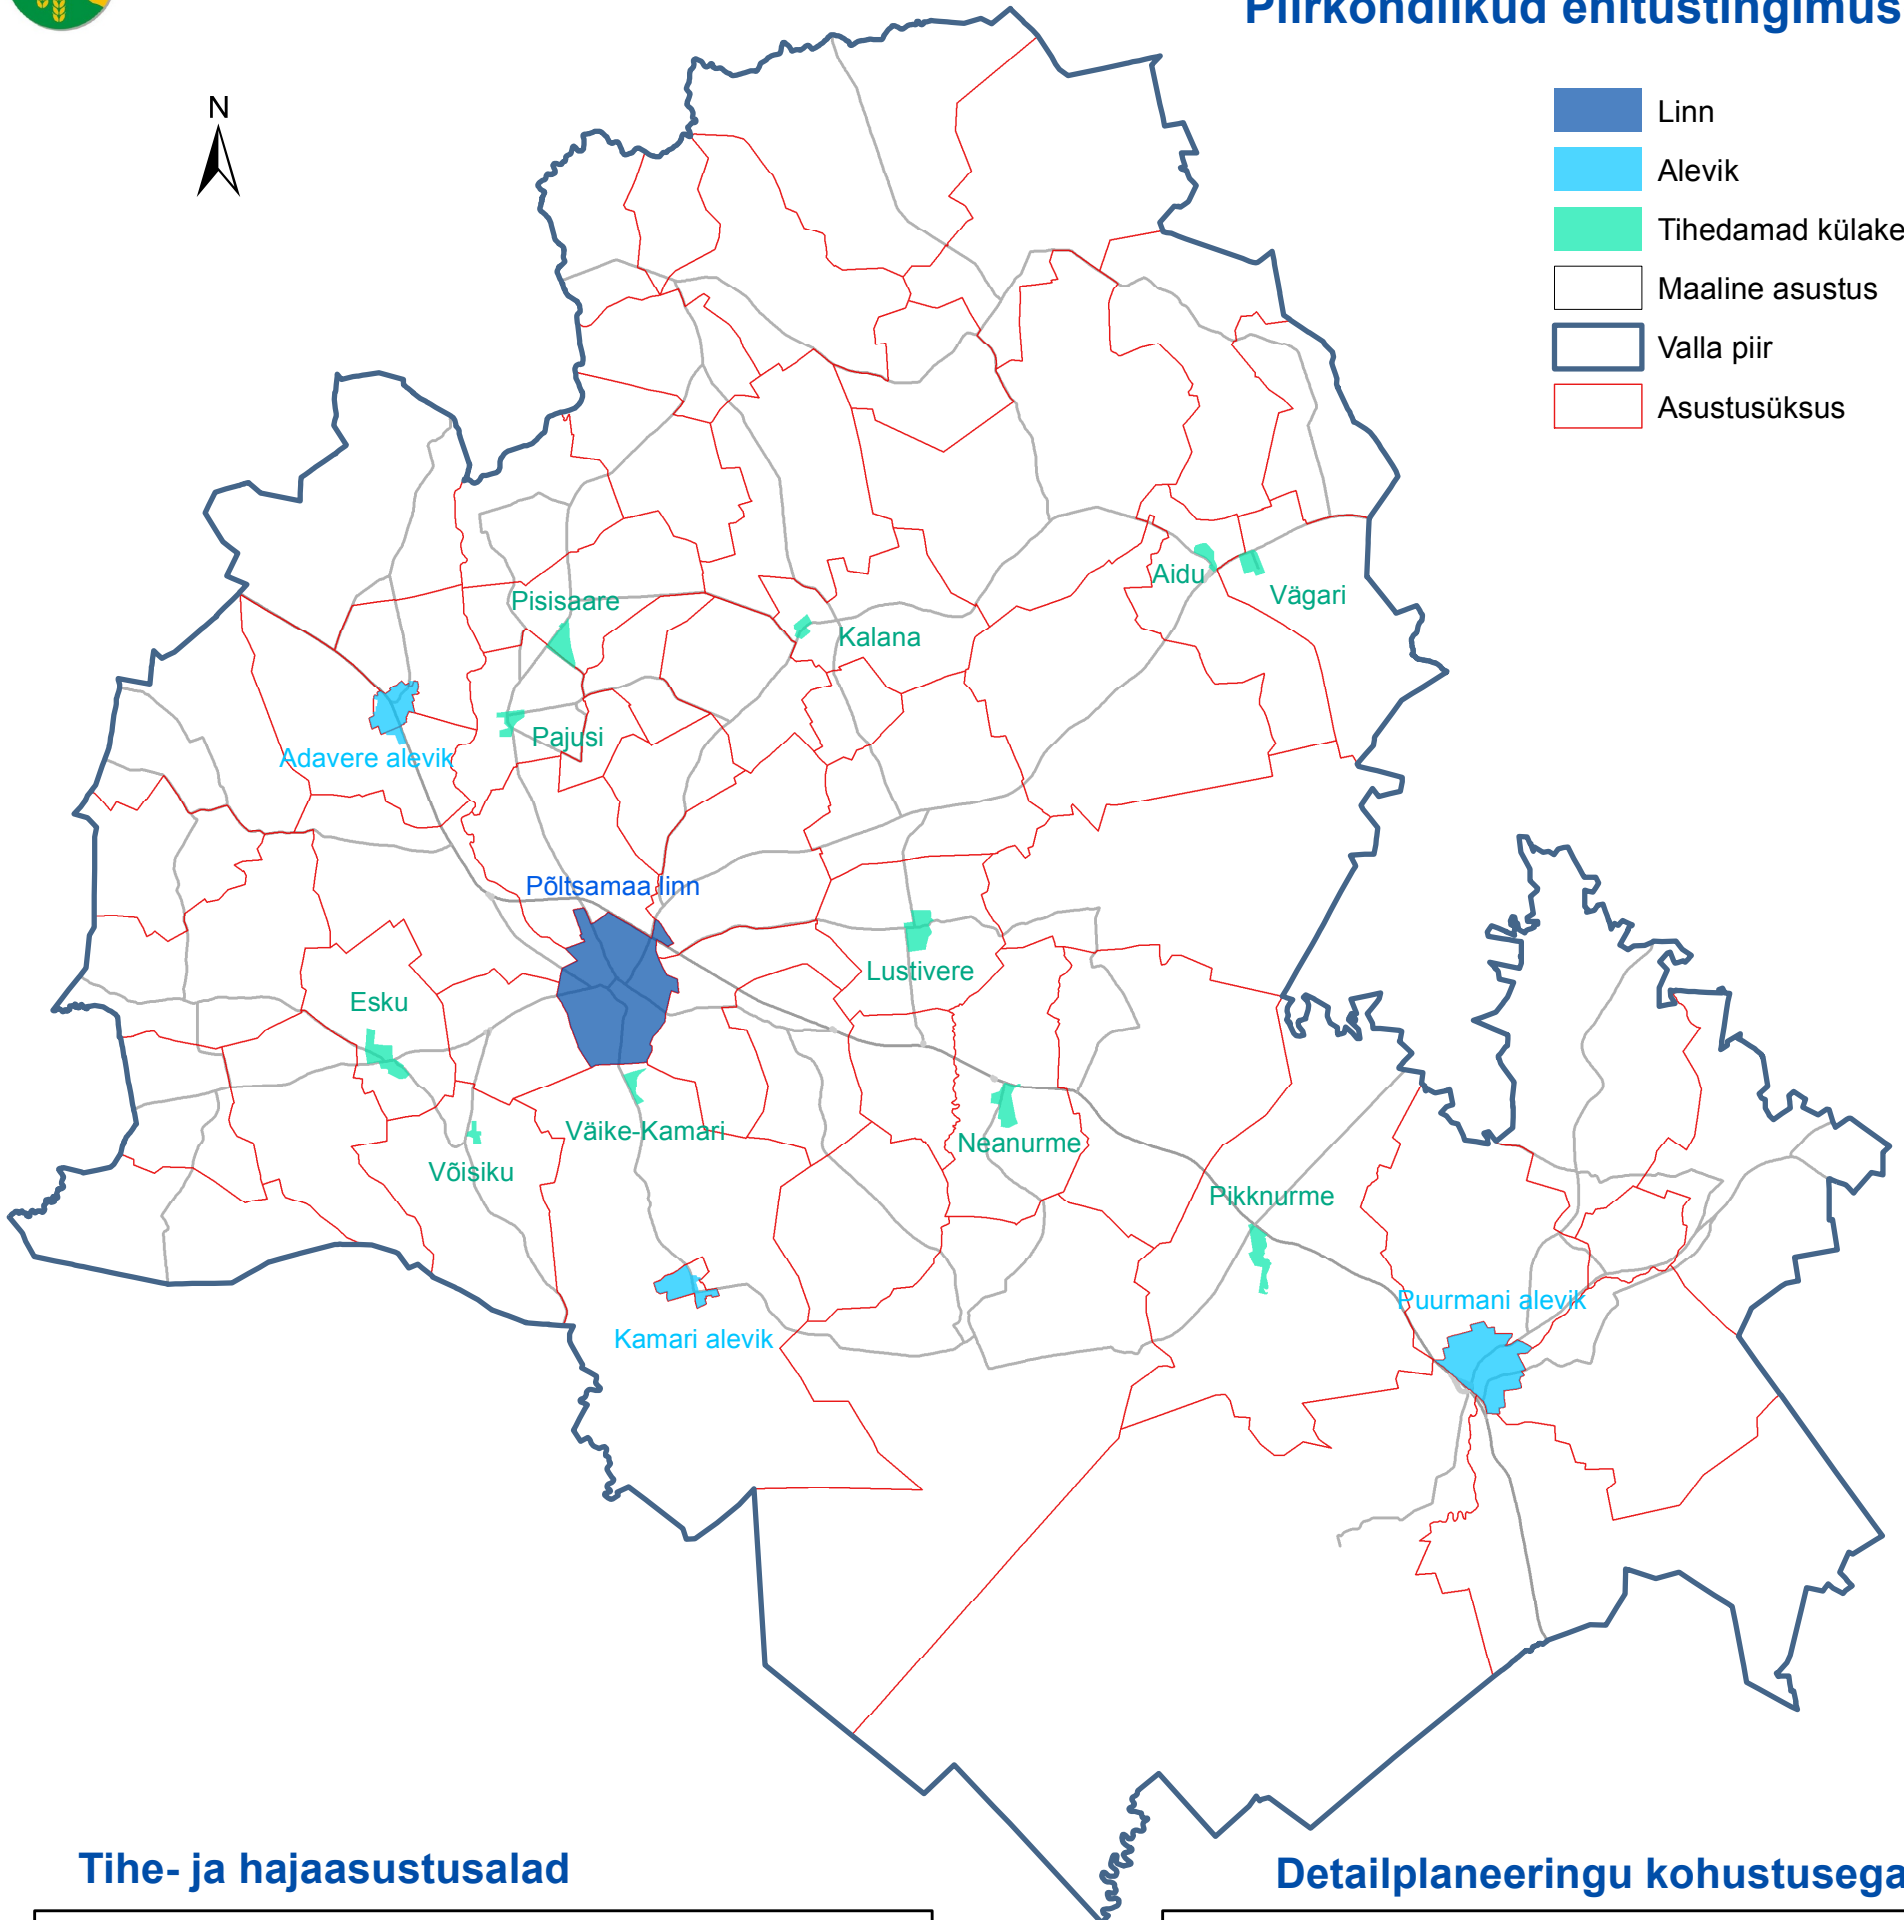 Piirkondlikud ehitustingimus
N
Linn
Alevik
Tihedamad külake
Maaline asustus
Valla piir
Asustusüksus
Aidu
Vägari
Pisisaare
Kalana
Pajusi
Adavere alevik
Põltsamaa linn
Lustivere
Esku
Väike-Kamari
Neanurme
Võisiku
Pikknurme
Puurmani alevik
Kamari alevik
Tihe- ja hajaasustusalad
Detailplaneeringu kohustusega